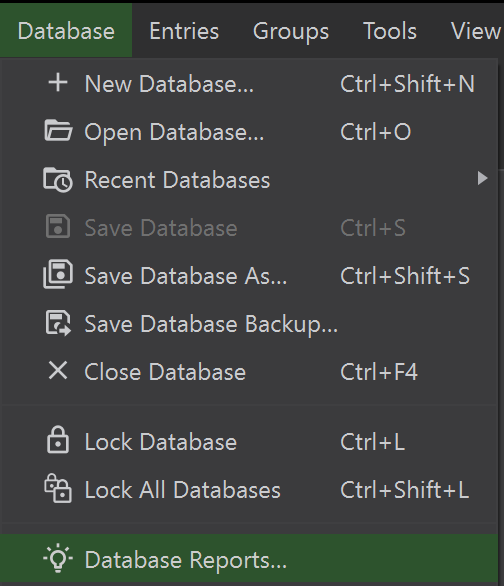 Database Entries Groups Tools View
New Database... Ctrl+Shift+N
Open Database... Ctrl+O
Recent Databases
Save Database Ctrl+S
Save Database As... Ctrl+Shift+S
Save Database Backup...
Close Database Ctrl+F4
Lock Database Ctrl+L
Lock All Databases Ctrl+Shift+L
Database Reports...